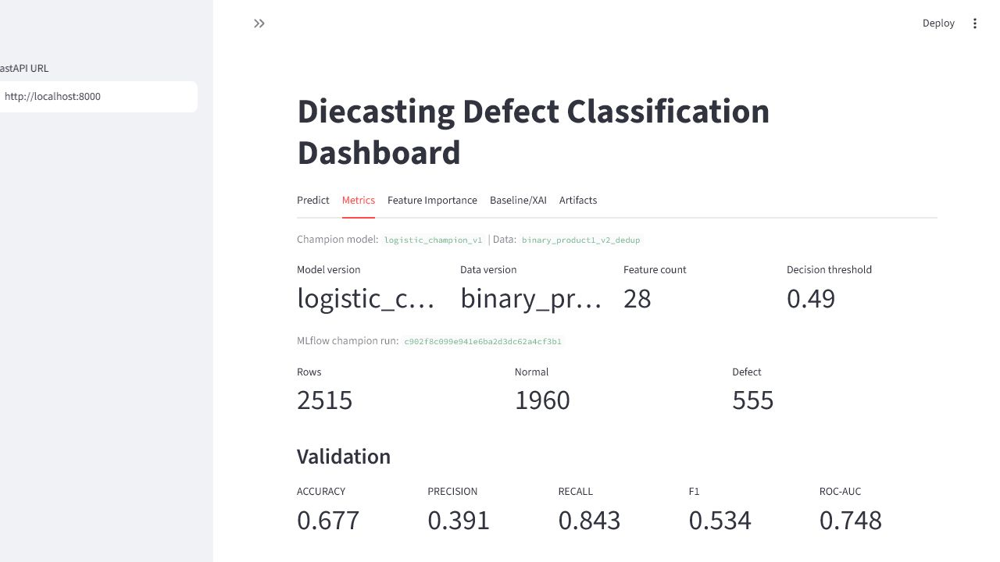 Deploy
astAPI URL
http://localhost:8000
Diecasting Defect Classification
Dashboard
Predict Metrics Feature Importance Baseline/XAI Artifacts
Champion model: logistic_champion_v1 | Data: binary_product1_v2_dedup
Model version Data version Feature count Decision threshold
logistic_c... binary_pr... 28 0.49
MLflow champion run: c902f8c099e941e6ba2d3dc62a4cf3b1
Rows Normal Defect
2515 1960 555
Validation
ACCURACY PRECISION RECALL F1 ROC-AUC
0.677 0.391 0.843 0.534 0.748